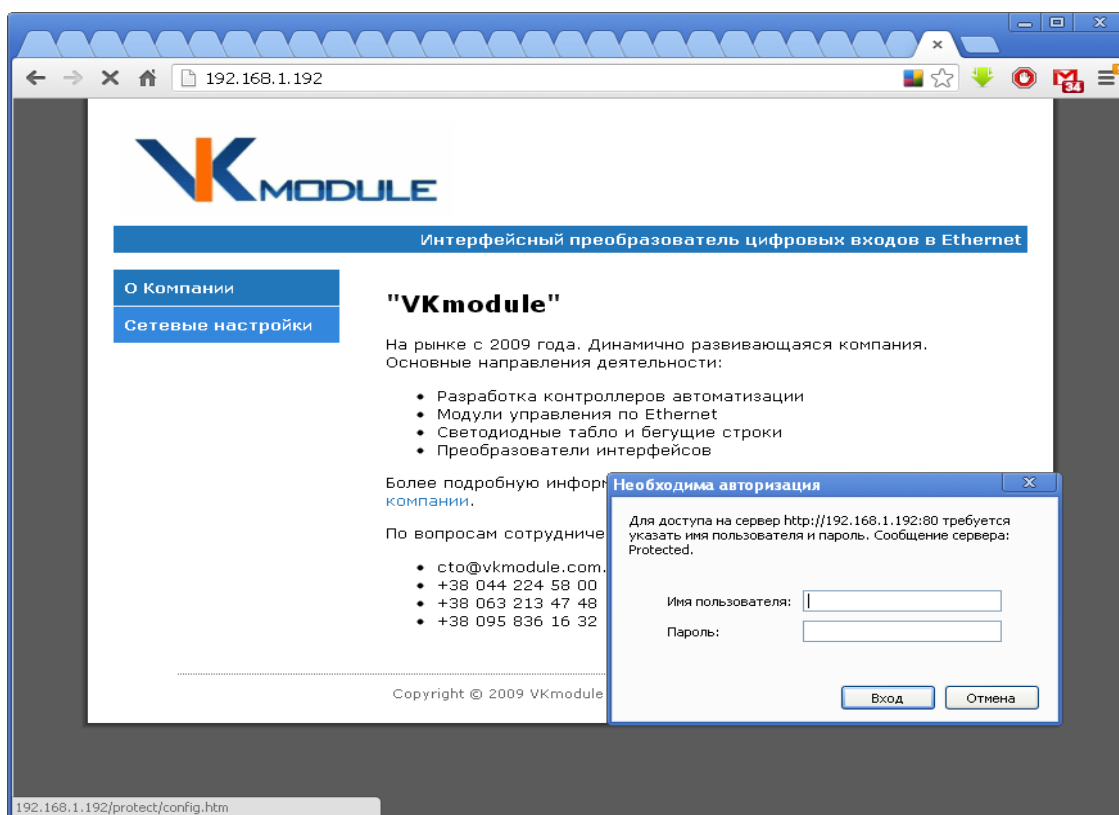 192.168.1.192
34
VKMODULE
Интерфейсный преобразователь цифровых входов в Ethernet
О Компании
Сетевые настройки
"VKmodule"
На рынке с 2009 года. Динамично развивающаяся компания.
Основные направления деятельности:
Разработка контроллеров автоматизации
Модули управления по Ethernet
Светодиодные табло и бегущие строки
Преобразователи интерфейсов
Более подробную
компании.
По вопросам
cto@vkmodule.com.
+38 044 224 58 00
+38 063 213 47 48
+38 095 836 16 32
Copyright © 2009 VKmodule
Необходима авторизация
Для доступа на сервер http://192.168.1.192:80 требуется
указать имя пользователя и пароль. Сообщение сервера:
Protected.
Имя пользователя:
Пароль:
Вход
Отмена
192.168.1.192/protect/config.htm